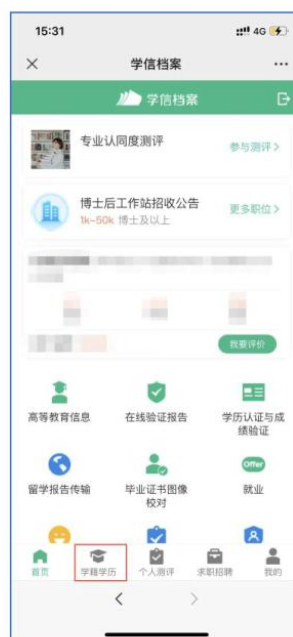 15:31
4G
学信档案
学信档案
专业认同度测评
参与测评>
博士后工作站招收公告
1k~50k 博士及以上
更多职位>
我要评价
高等教育信息
在线验证报告
学历认证与成
绩验证
Offer
留学报告传输
毕业证书图像
校对
就业
首页
学籍学历
个人测评
求职招聘
我的